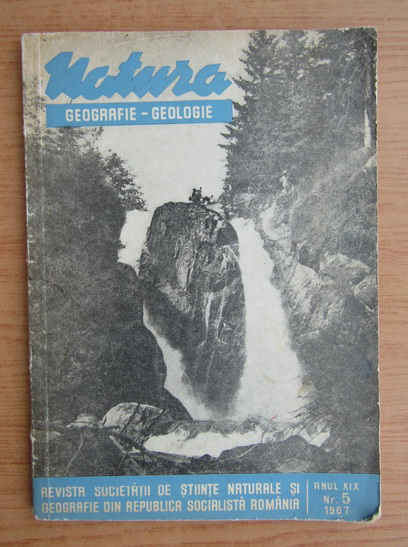 Natura
GEOGRAFIE - GEOLOGIE
REVISTA SOCIETĂȚII DE ȘTIINȚE NATURALE ȘI
GEOGRAFIE DIN REPUBLICA SOCIALISTĂ ROMÂNIA
ANUL XIX
Nr. 5
1967